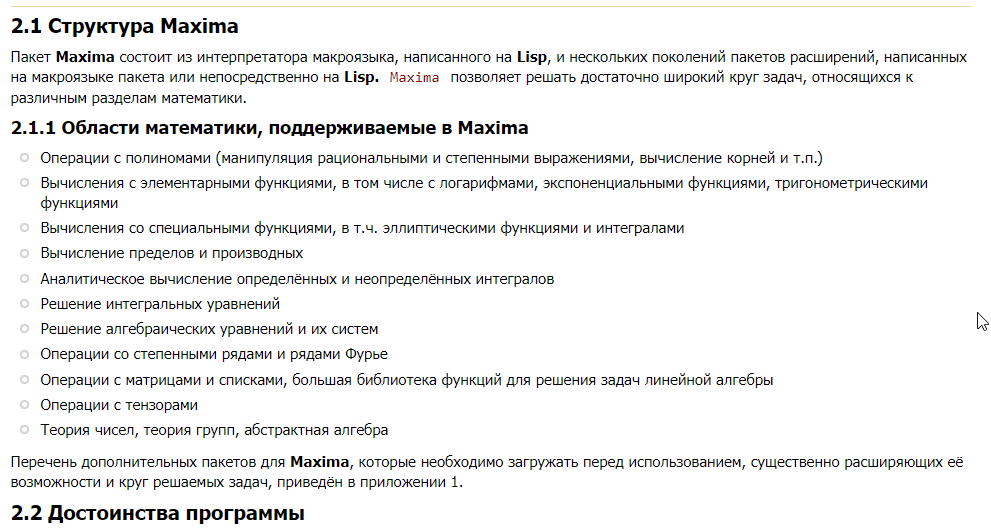 2.1 Структура Maxima
Пакет Maxima состоит из интерпретатора макроязыка, написанного на Lisp, и нескольких поколений пакетов расширений, написанных
на макроязыке пакета или непосредственно на Lisp. Maxima позволяет решать достаточно широкий круг задач, относящихся к
различным разделам математики.
2.1.1 Области математики, поддерживаемые в Maxima
Операции с полиномами (манипуляция рациональными и степенными выражениями, вычисление корней и т.п.)
Вычисления с элементарными функциями, в том числе с логарифмами, экспоненциальными функциями, тригонометрическими
функциями
Вычисления со специальными функциями, в т.ч. эллиптическими функциями и интегралами
Вычисление пределов и производных
Аналитическое вычисление определённых и неопределённых интегралов
Решение интегральных уравнений
Решение алгебраических уравнений и их систем
Операции со степенными рядами и рядами Фурье
Операции с матрицами и списками, большая библиотека функций для решения задач линейной алгебры
Операции с тензорами
Теория чисел, теория групп, абстрактная алгебра
Перечень дополнительных пакетов для Maxima, которые необходимо загружать перед использованием, существенно расширяющих её
возможности и круг решаемых задач, приведён в приложении 1.
2.2 Достоинства программы